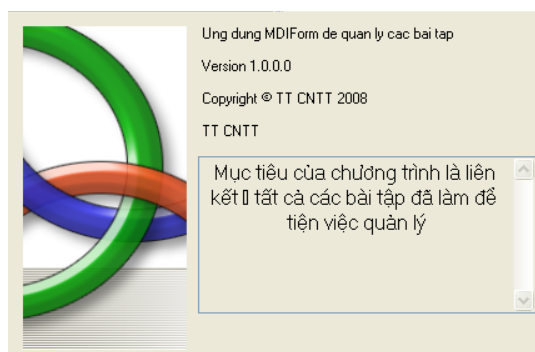 Ung dung MDIForm de quan ly cac bai tap
Version 1.0.0.0
Copyright © TT CNTT 2008
TT CNTT
Mục tiêu của chương trình là liên
kết ▯ tất cả các bài tập đã làm để
tiện việc quản lý